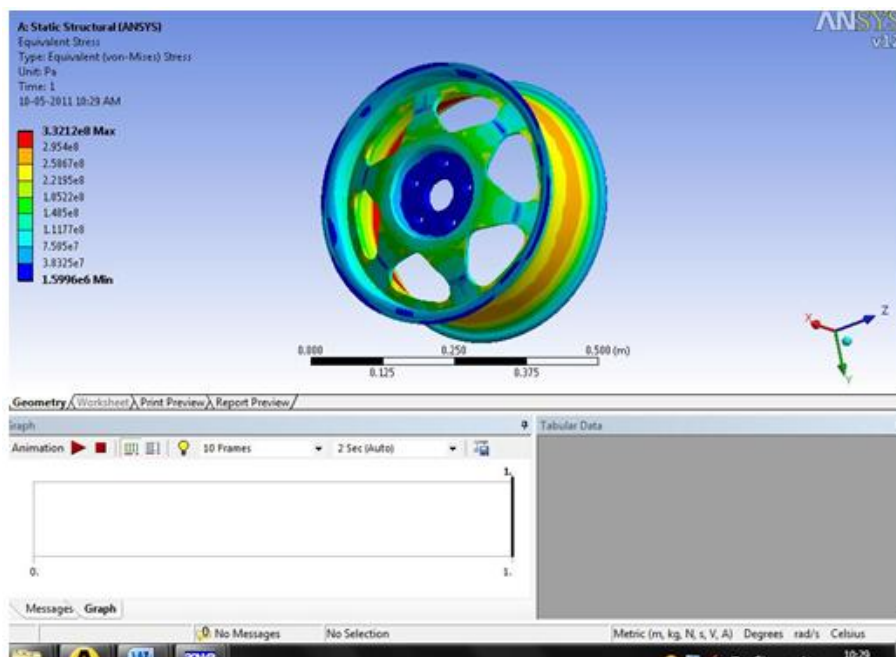 A: Static Structural (ANSYS)
Equivalent Stress
Type: Equivalent (von-Mises) Stress
Unit: Pa
Time: 1
10-05-2011 10:29 AM
3.3212e8 Max
2.954e8
2.5867e8
2.2195e8
1.8522e8
1.485e8
1.1177e8
7.505e7
3.8325e7
1.5996e6 Min
ANSYS
X
Z
Y
0.000
0.250
0.500 (m)
0.125
0.375
Geometry Worksheet Print Preview Report Preview
Tabular Data
Animation 10 Frames 2 Sec (Auto)
1.
0.
1.
Messages Graph
No Messages No Selection Metric (m, kg, N, s, V, A) Degrees rad/s Celsius
10:29